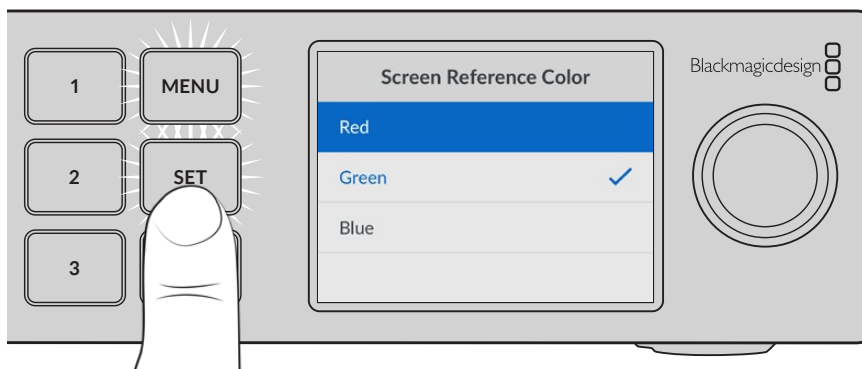 1
MENU
Screen Reference Color
Blackmagicdesign
Red
2
SET
Green
Blue
3